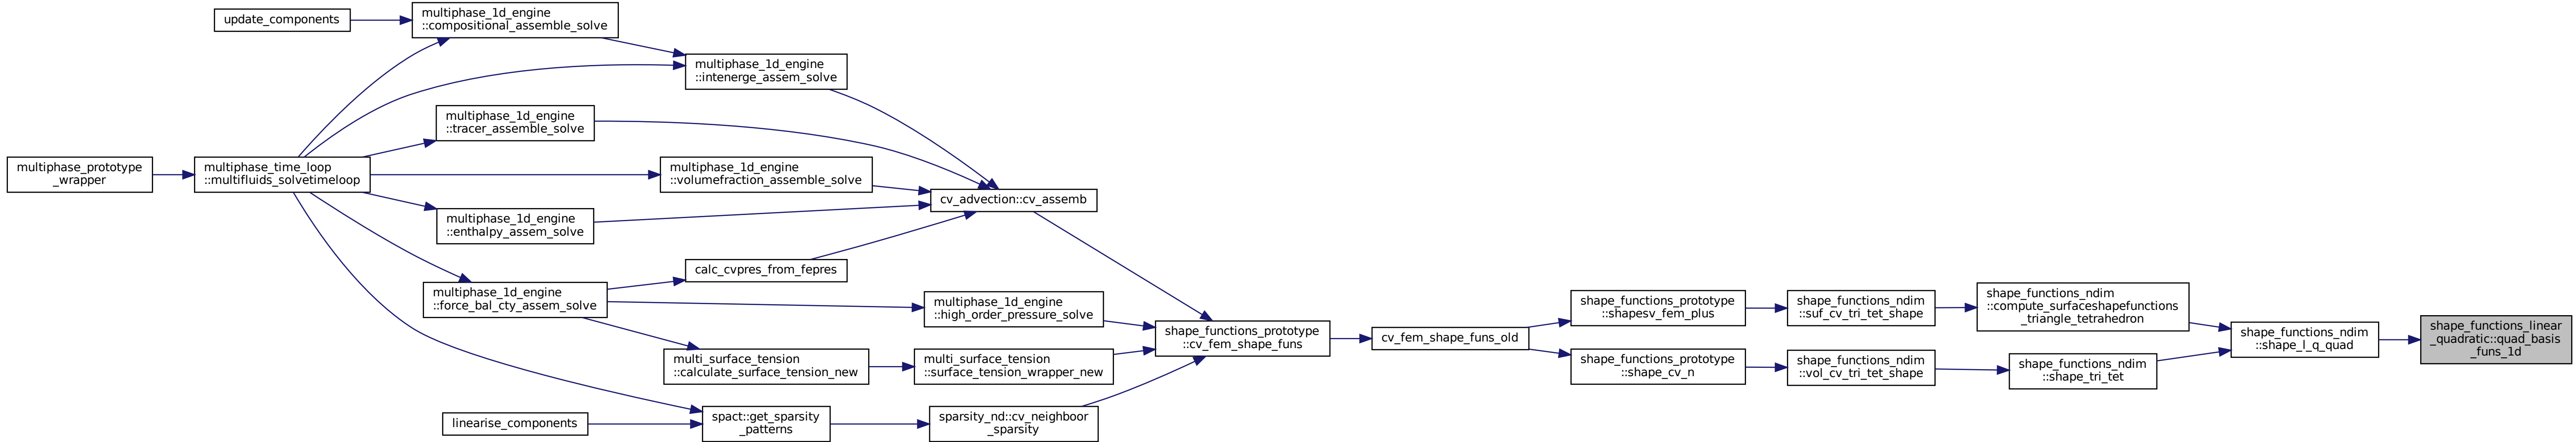 update_components
multiphase_1d_engine
::compositional_assemble_solve
multiphase_1d_engine
::intenerge_assem_solve
multiphase_1d_engine
::tracer_assemble_solve
multiphase_prototype
_wrapper
multiphase_time_loop
::multifluids_solvetimeloop
multiphase_1d_engine
::volumefraction_assemble_solve
cv_advection::cv_assemb
multiphase_1d_engine
::enthalpy_assem_solve
calc_cvpres_from_fepres
multiphase_1d_engine
::force_bal_cty_assem_solve
multiphase_1d_engine
::high_order_pressure_solve
multi_surface_tension
::calculate_surface_tension_new
multi_surface_tension
::surface_tension_wrapper_new
linearise_components
spact::get_sparsity
_patterns
sparsity_nd::cv_neighboor
_sparsity
shape_functions_prototype
::cv_fem_shape_funs
cv_fem_shape_funs_old
shape_functions_prototype
::shapesv_fem_plus
shape_functions_prototype
::shape_cv_n
shape_functions_ndim
::suf_cv_tri_tet_shape
shape_functions_ndim
::vol_cv_tri_tet_shape
shape_functions_ndim
::compute_surfaceshapefunctions
_triangle_tetrahedron
shape_functions_ndim
::shape_tri_tet
shape_functions_ndim
::shape_l_q_quad
shape_functions_linear
_quadratic::quad_basis
_funs_1d